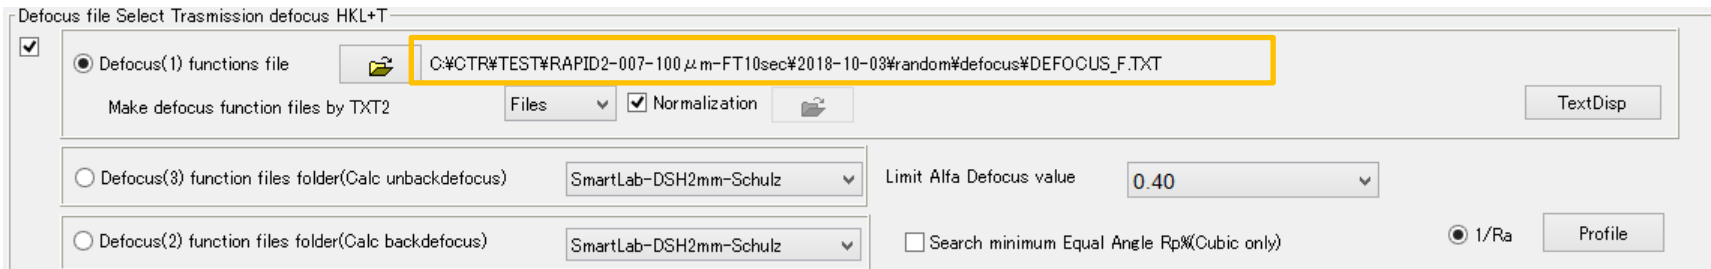 Defocus file Select Trasmission defocus HKL+T
Defocus(1) functions file
C:¥CTR¥TEST¥RAPID2-007-100μm-FT10sec¥2018-10-03¥random¥defocus¥DEFOCUS_F.TXT
Make defocus function files by TXT2
Files
Normalization
TextDisp
Defocus(3) function files folder(Calc unbackdefocus)
SmartLab-DSH2mm-Schulz
Limit Alfa Defocus value
0.40
Defocus(2) function files folder(Calc backdefocus)
SmartLab-DSH2mm-Schulz
Search minimum Equal Angle Rp%(Cubic only)
1/Ra
Profile